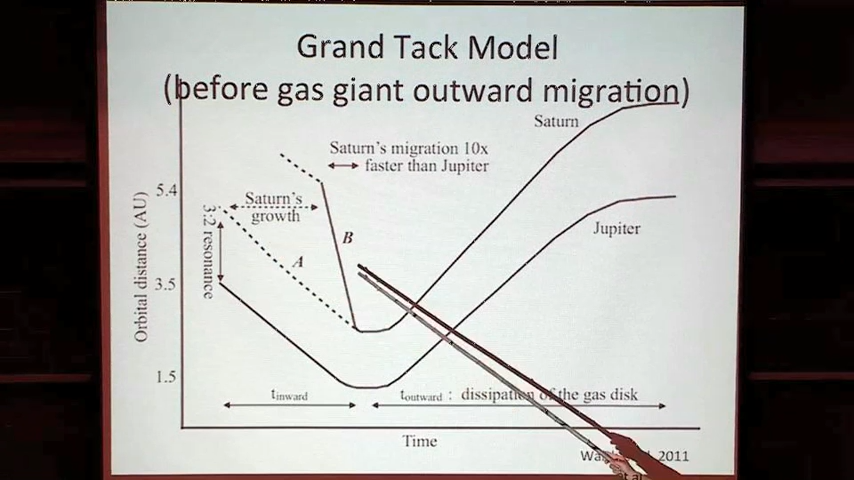 Grand Tack Model
(before gas giant outward migration)
Saturn
Saturn's migration 10x
faster than Jupiter
5.4
Saturn's
growth
3:2 resonance
Orbital distance (AU)
B
A
Jupiter
3.5
1.5
tinward
toutward : dissipation of the gas disk
Time
2011